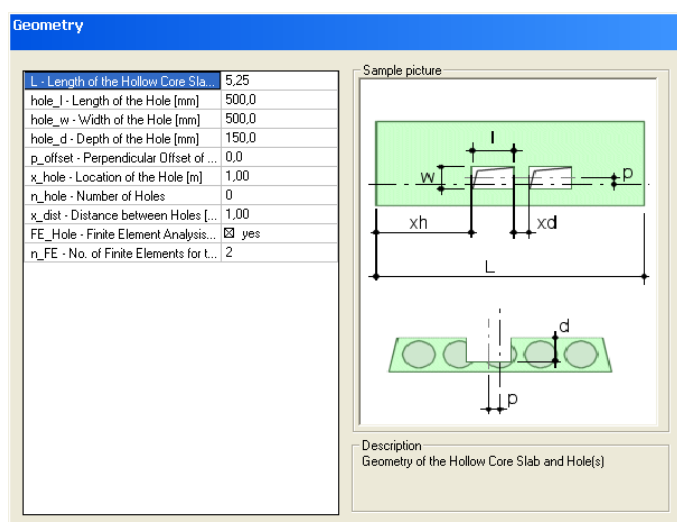 Geometry
L - Length of the Hollow Core Sla... 5,25
hole_l - Length of the Hole [mm] 500,0
hole_w - Width of the Hole [mm] 500,0
hole_d - Depth of the Hole [mm] 150,0
p_offset - Perpendicular Offset of ... 0,0
x_hole - Location of the Hole [m] 1,00
n_hole - Number of Holes 0
x_dist - Distance between Holes [... 1,00
FE_Hole - Finite Element Analysis... yes
n_FE - No. of Finite Elements for t... 2
Sample picture
l
w
p
xh
xd
L
d
p
Description
Geometry of the Hollow Core Slab and Hole(s)